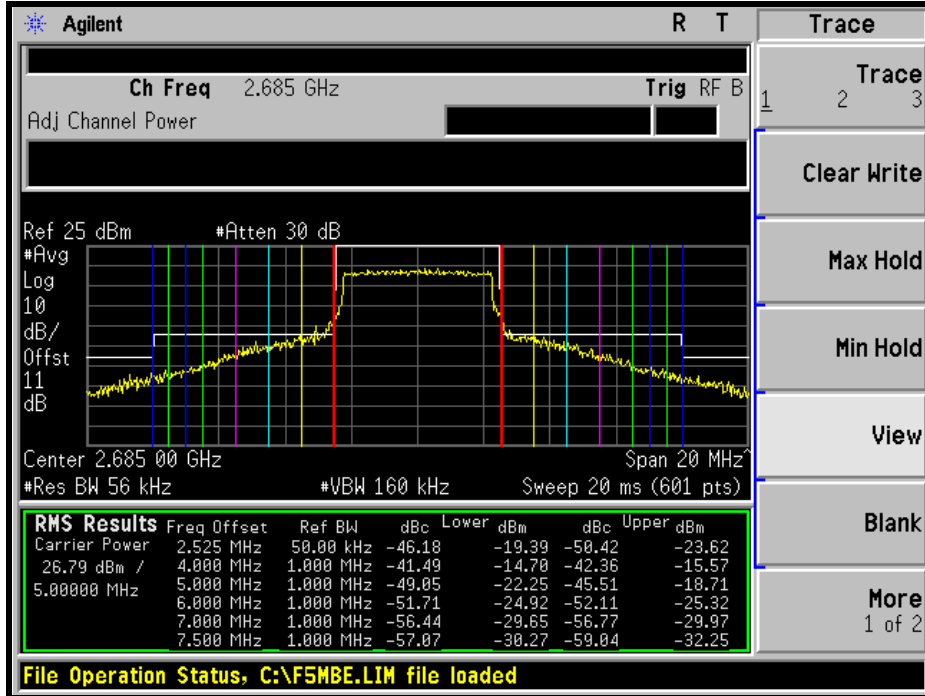 Agilent R T Trace
Ch Freq 2.685 GHz Trig RF B
Adj Channel Power
Trace
1 2 3
Clear Write
Max Hold
Min Hold
View
Blank
More
1 of 2
Ref 25 dBm #Atten 30 dB
#Avg
Log
10
dB/
Offst
11
dB
Center 2.685 00 GHz Span 20 MHz^
#Res BW 56 kHz #VBW 160 kHz Sweep 20 ms (601 pts)
RMS Results Freq Offset Ref BW dBc Lower dBm dBc Upper dBm
Carrier Power 2.525 MHz 50.00 kHz -46.18 -19.39 -50.42 -23.62
26.79 dBm / 4.000 MHz 1.000 MHz -41.49 -14.70 -42.36 -15.57
5.00000 MHz 5.000 MHz 1.000 MHz -49.05 -22.25 -45.51 -18.71
6.000 MHz 1.000 MHz -51.71 -24.92 -52.11 -25.32
7.000 MHz 1.000 MHz -56.44 -29.65 -56.77 -29.97
7.500 MHz 1.000 MHz -57.07 -30.27 -59.04 -32.25
File Operation Status, C:\F5MBE.LIM file loaded